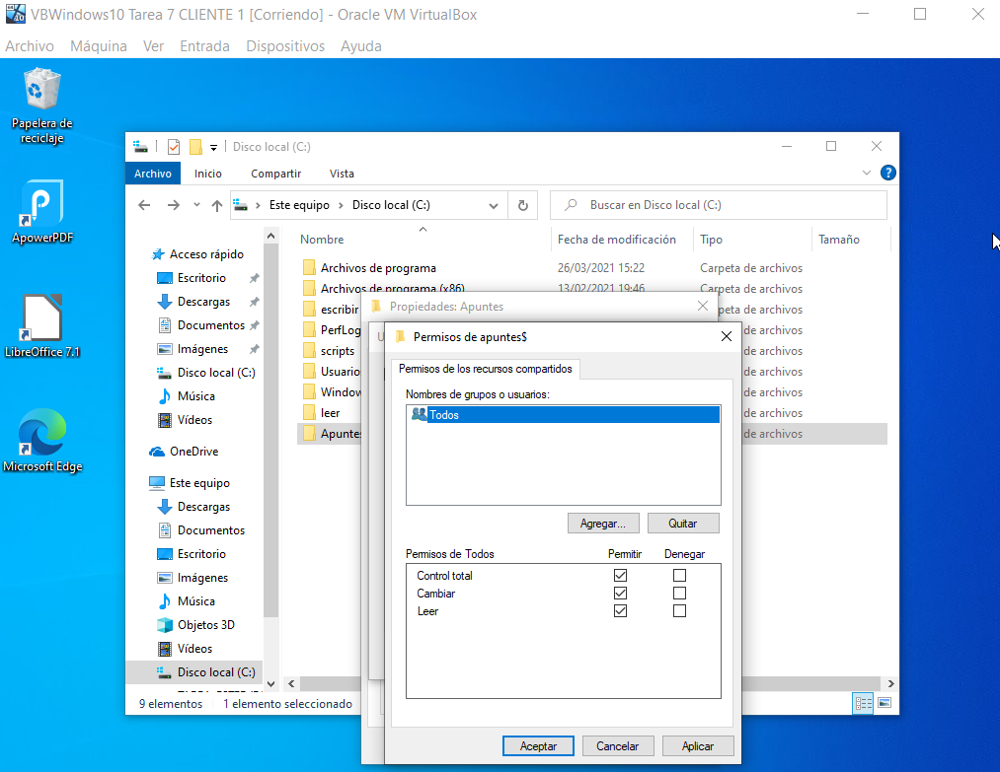 VBWindows10 Tarea 7 CLIENTE 1 [Corriendo] - Oracle VM VirtualBox
Archivo Máquina Ver Entrada Dispositivos Ayuda
Papelera de
reciclaje
ApowerPDF
LibreOffice 7.1
Microsoft Edge
Disco local (C:)
Archivo Inicio Compartir Vista
Este equipo > Disco local (C:)
Buscar en Disco local (C:)
Acceso rápido
Escritorio
Descargas
Documentos
Imágenes
Disco local (C:)
Música
Vídeos
OneDrive
Este equipo
Descargas
Documentos
Escritorio
Imágenes
Música
Objetos 3D
Vídeos
Disco local (C:)
Nombre Fecha de modificación Tipo Tamaño
Archivos de programa 26/03/2021 15:22 Carpeta de archivos
Archivos de programa (x86) 13/02/2021 19:46 Carpeta de archivos
escribir peta de archivos
PerfLog de archivos
scripts de archivos
Usuario de archivos
Window de archivos
leer de archivos
Apuntes de archivos
9 elementos 1 elemento seleccionado
Propiedades: Apuntes
U
Permisos de apuntes$
Permisos de los recursos compartidos
Nombres de grupos o usuarios:
Todos
Agregar... Quitar
Permisos de Todos Permitir Denegar
Control total
Cambiar
Leer
Aceptar Cancelar Aplicar